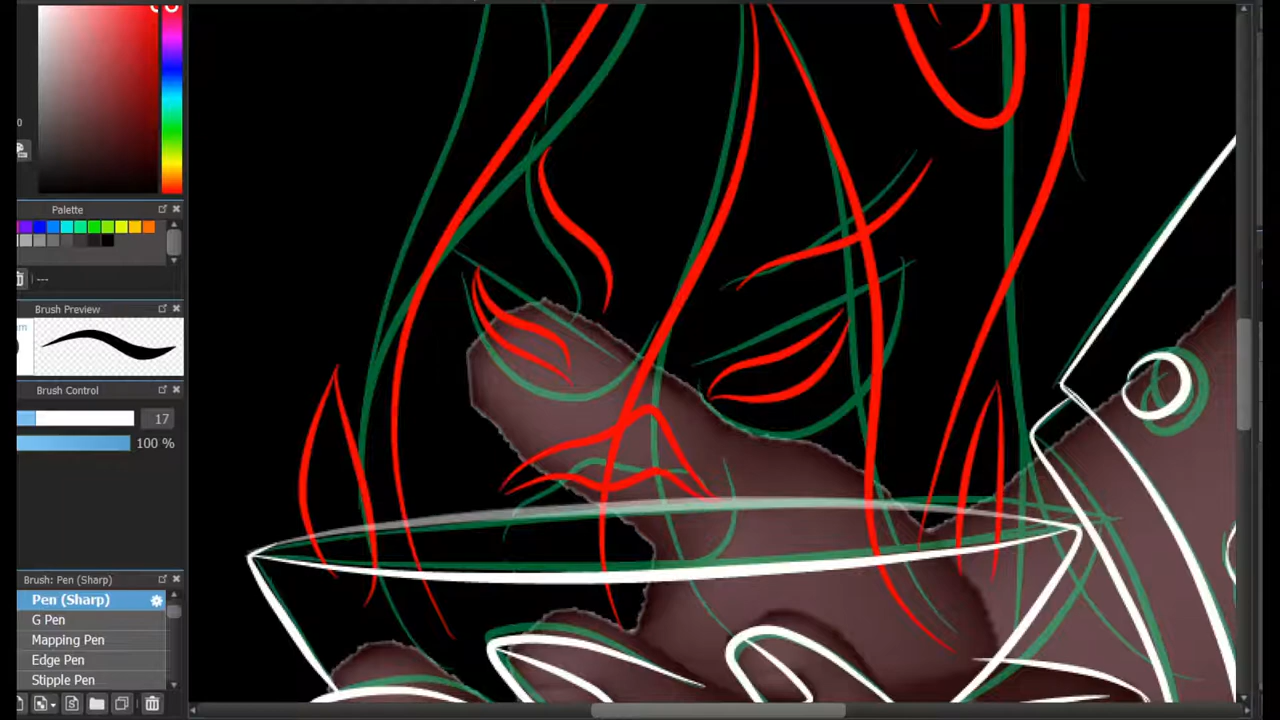 0
Palette
---
Brush Preview
m
Brush Control
17
100 %
Brush: Pen (Sharp)
Pen (Sharp)
G Pen
Mapping Pen
Edge Pen
Stipple Pen